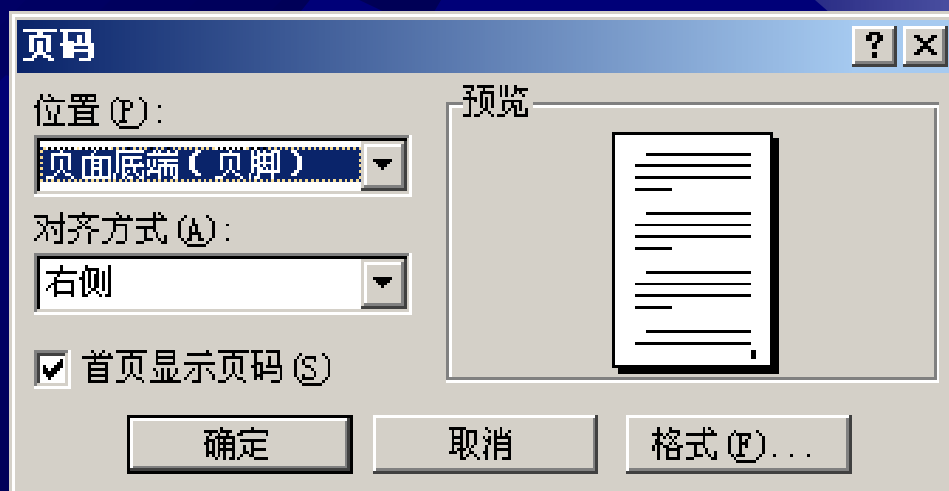 页码
位置(P):
预览
页面底端(页脚)
对齐方式(A):
右侧
首页显示页码(S)
确定
取消
格式(F)...